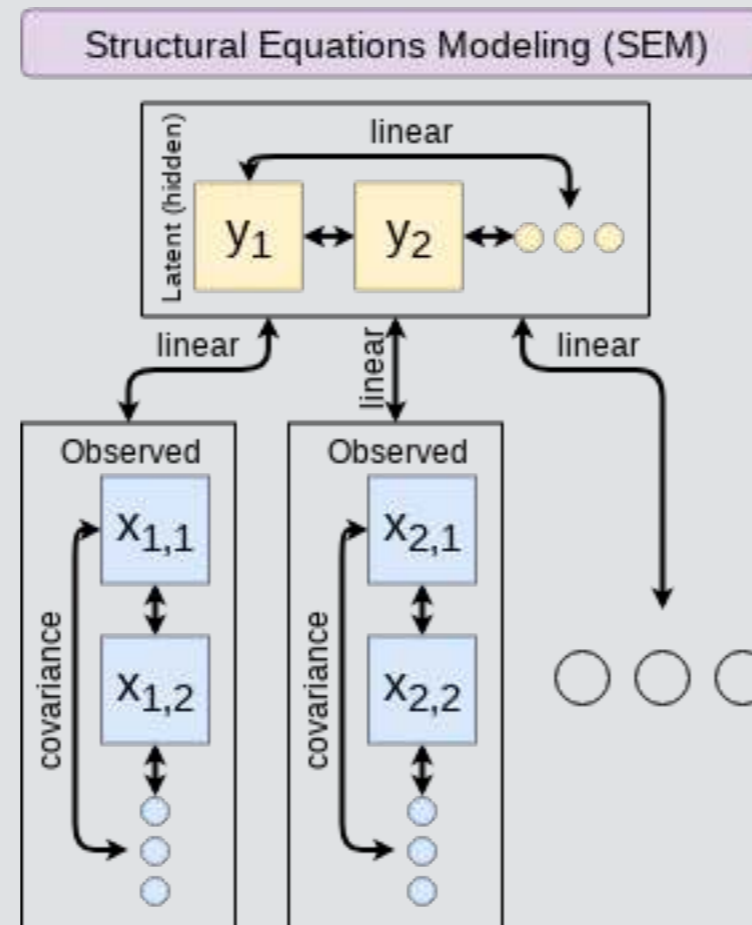 Structural Equations Modeling (SEM)
Latent (hidden)
linear
y1
y2
linear
linear
linear
Observed
x1,1
x1,2
covariance
Observed
x2,1
x2,2
covariance